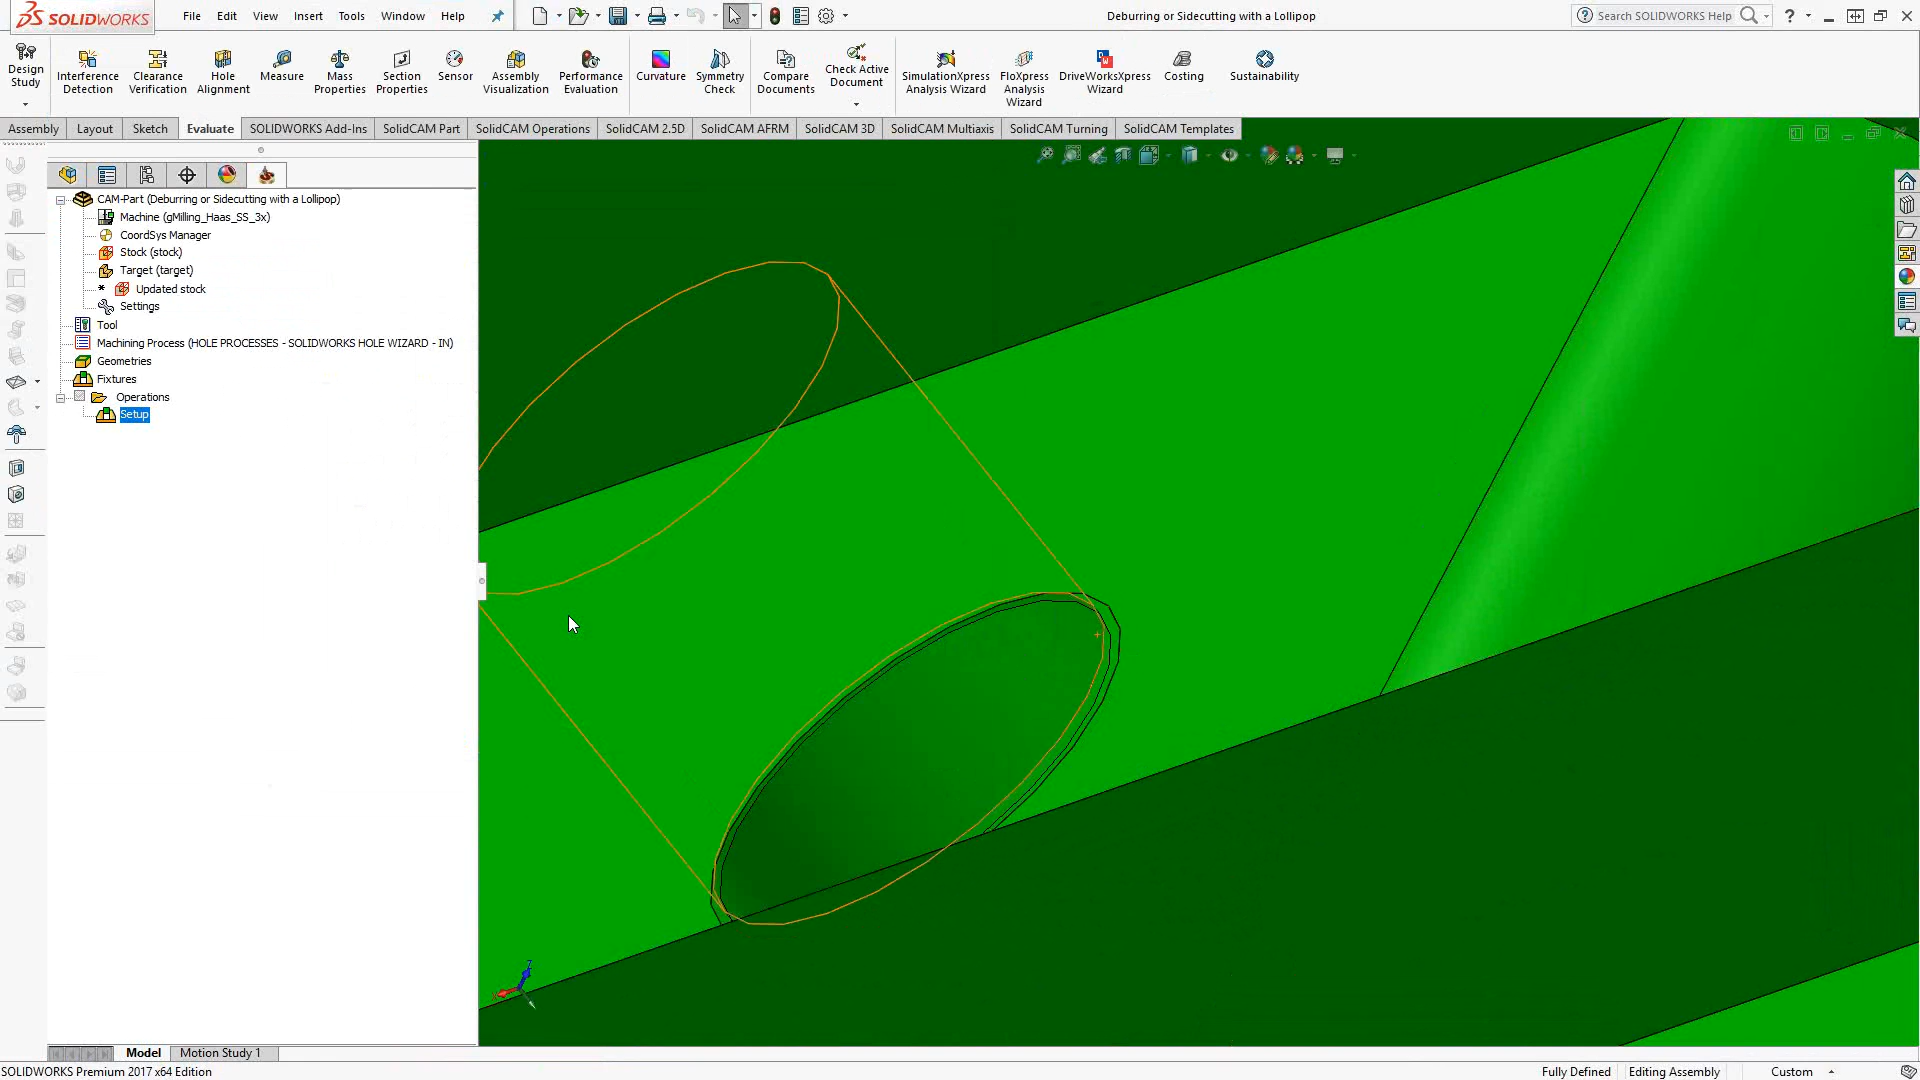 SOLIDWORKS File Edit View Insert Tools Window Help
Deburring or Sidecutting with a Lollipop
Search SOLIDWORKS Help
Design Study
Interference Detection
Clearance Verification
Hole Alignment
Measure
Mass Properties
Section Properties
Sensor
Assembly Visualization
Performance Evaluation
Curvature
Symmetry Check
Compare Documents
Check Active Document
SimulationXpress Analysis Wizard
FloXpress Analysis Wizard
DriveWorksXpress Wizard
Costing
Sustainability
Assembly Layout Sketch Evaluate SOLIDWORKS Add-Ins SolidCAM Part SolidCAM Operations SolidCAM 2.5D SolidCAM AFRM SolidCAM 3D SolidCAM Multiaxis SolidCAM Turning SolidCAM Templates
CAM-Part (Deburring or Sidecutting with a Lollipop)
Machine (gMilling_Haas_SS_3x)
CoordSys Manager
Stock (stock)
Target (target)
* Updated stock
Settings
Tool
Machining Process (HOLE PROCESSES - SOLIDWORKS HOLE WIZARD - IN)
Geometries
Fixtures
Operations
Setup
Z
Model Motion Study 1
SOLIDWORKS Premium 2017 x64 Edition
Fully Defined Editing Assembly Custom